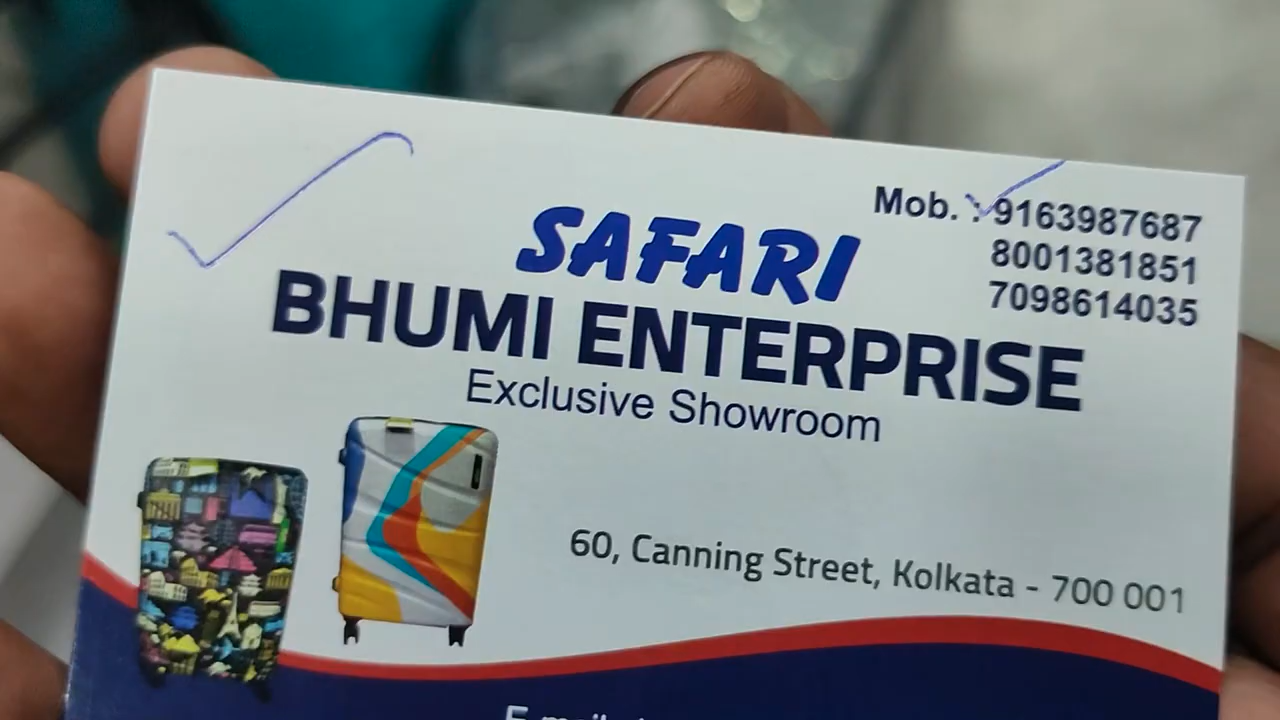 Mob. : 9163987687
8001381851
7098614035
SAFARI
BHUMI ENTERPRISE
Exclusive Showroom
60, Canning Street, Kolkata - 700 001